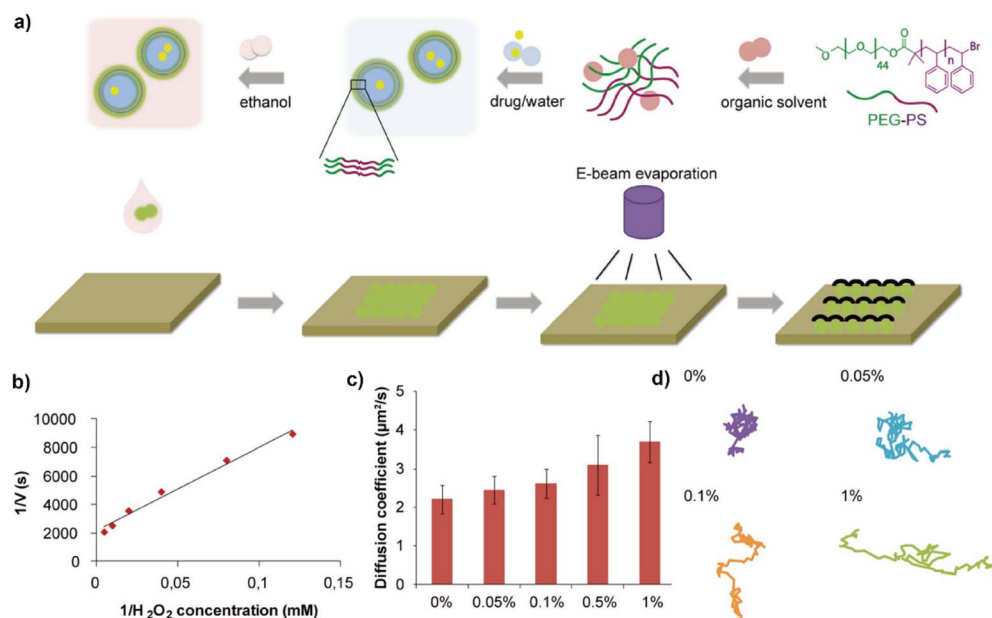 a)
ethanol
drug/water
organic solvent
O
O
O
O
O
44
n
Br
PEG-PS
E-beam evaporation
b)
1/V (s)
10000
8000
6000
4000
2000
0
0
0,05
0,1
0,15
1/H2O2 concentration (mM)
c)
Diffusion coefficient (μm²/s)
5
4
3
2
1
0
0%
0.05%
0.1%
0.5%
1%
d)
0%
0.05%
0.1%
1%